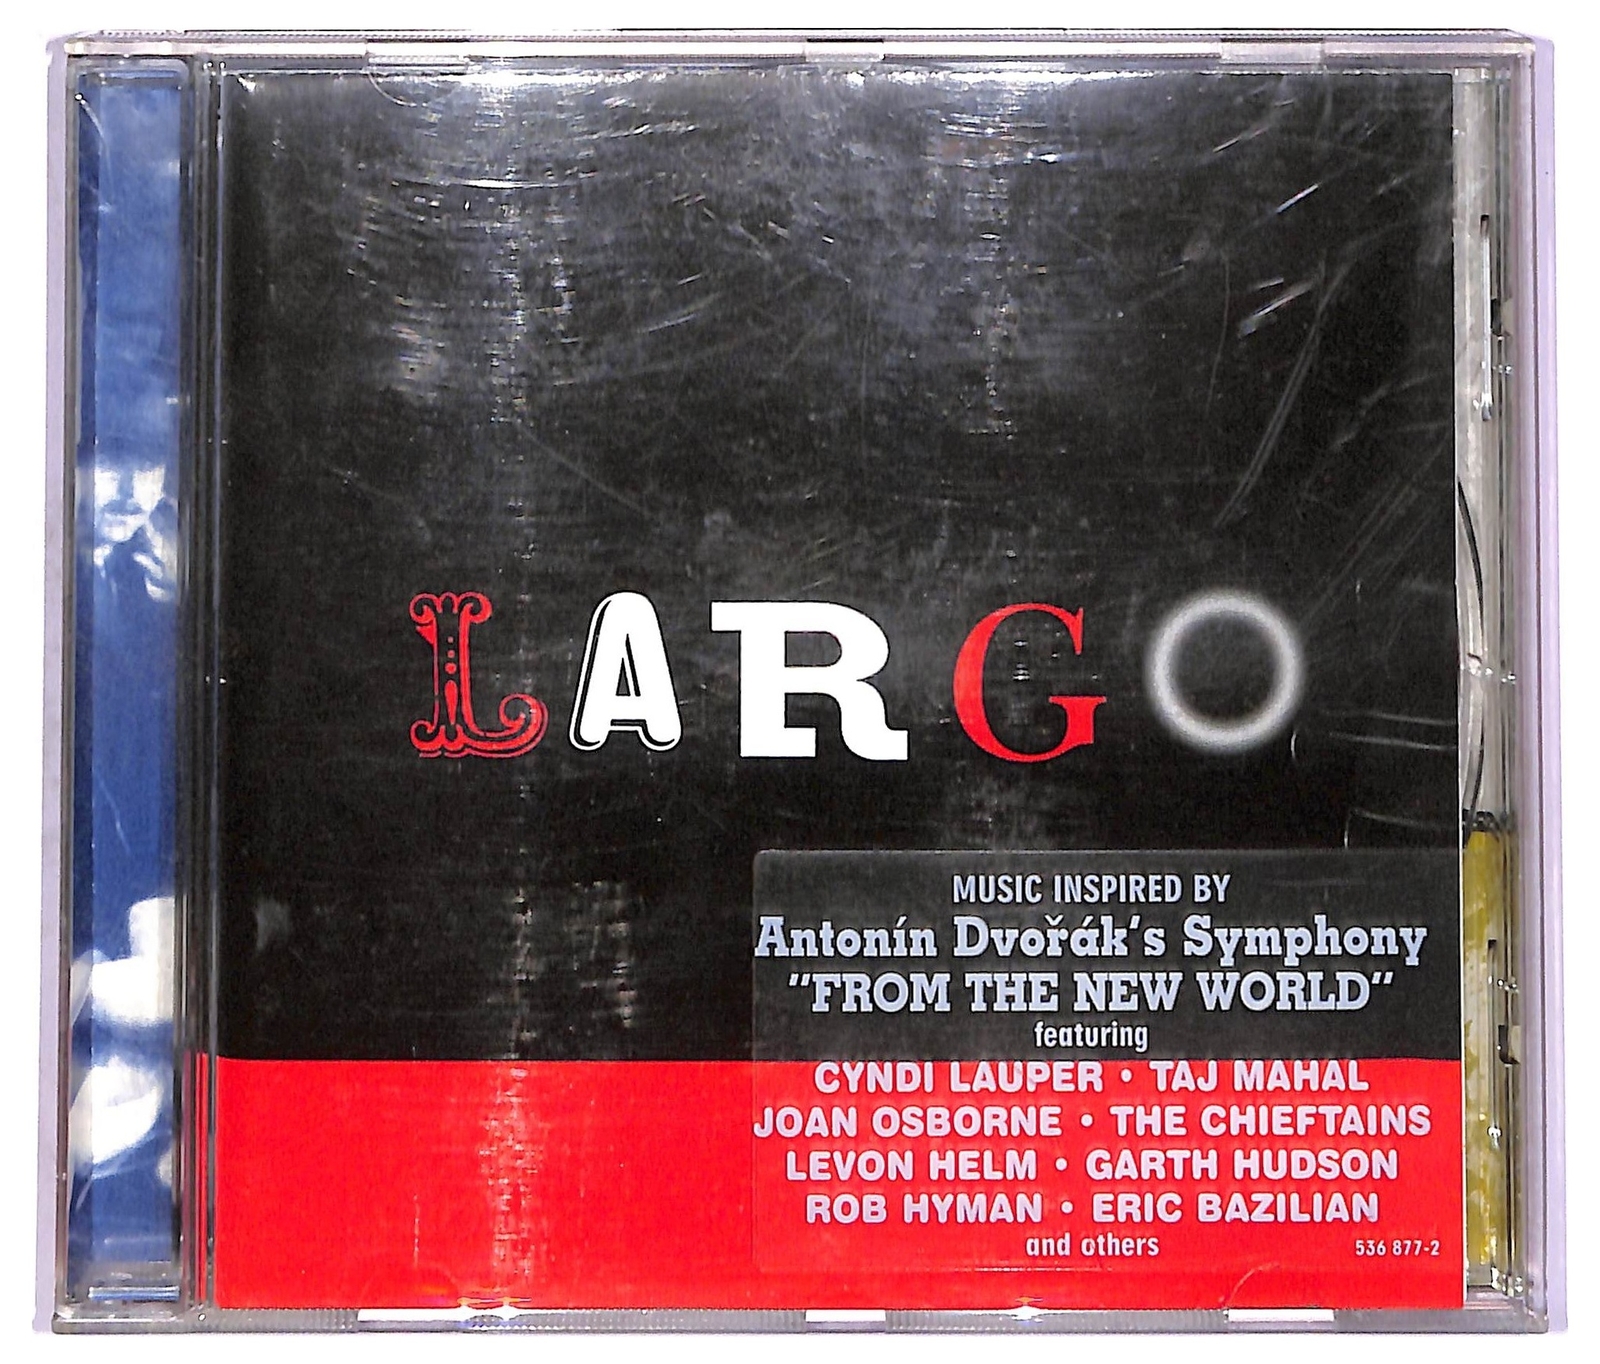 LARGO
MUSIC INSPIRED BY
Antonín Dvořák's Symphony
"FROM THE NEW WORLD"
featuring
CYNDI LAUPER • TAJ MAHAL
JOAN OSBORNE • THE CHIEFTAINS
LEVON HELM • GARTH HUDSON
ROB HYMAN • ERIC BAZILIAN
and others
536 877-2